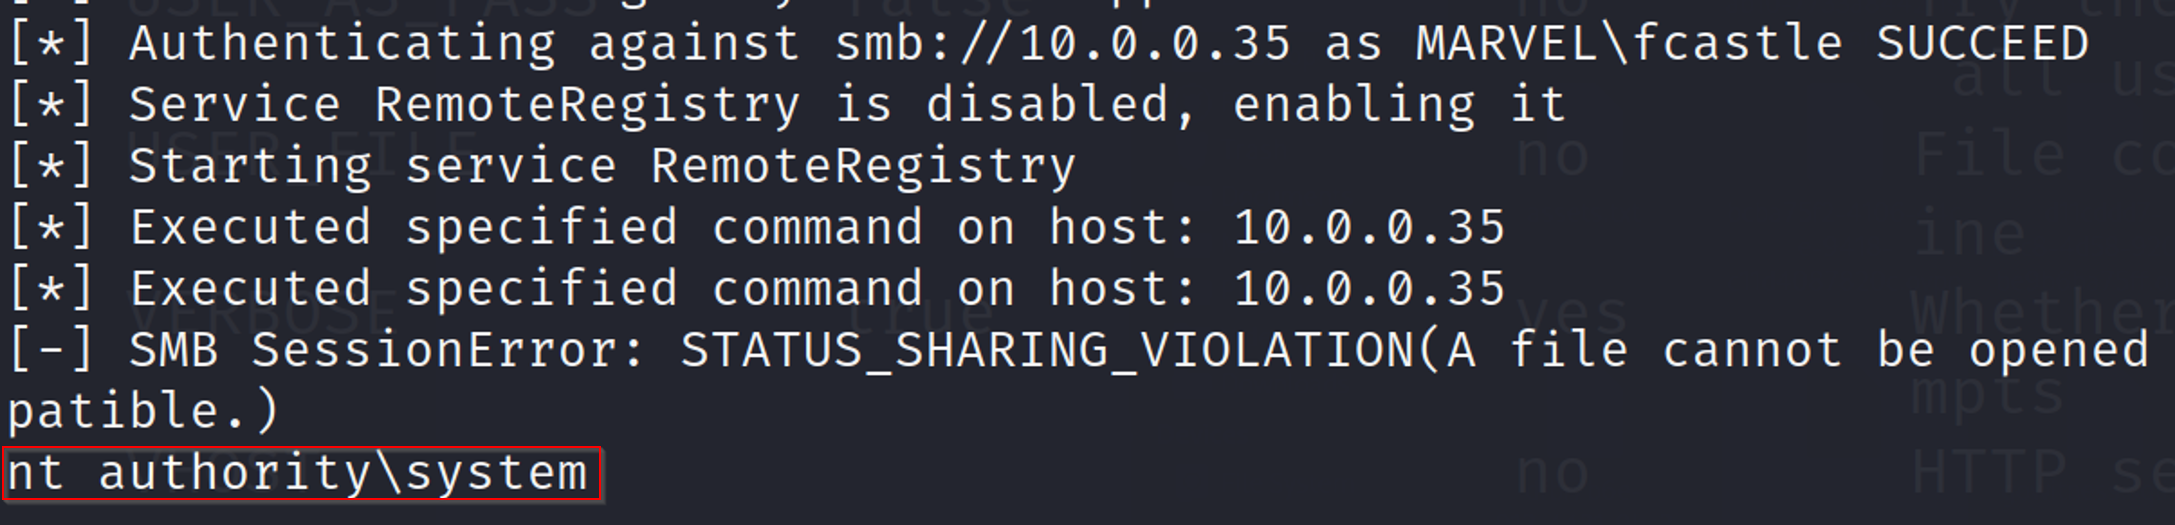 [*] Authenticating against smb://10.0.0.35 as MARVEL\fcastle SUCCEED
[*] Service RemoteRegistry is disabled, enabling it
[*] Starting service RemoteRegistry
[*] Executed specified command on host: 10.0.0.35
[*] Executed specified command on host: 10.0.0.35
[-] SMB SessionError: STATUS_SHARING_VIOLATION(A file cannot be opened
patible.)
nt authority\system